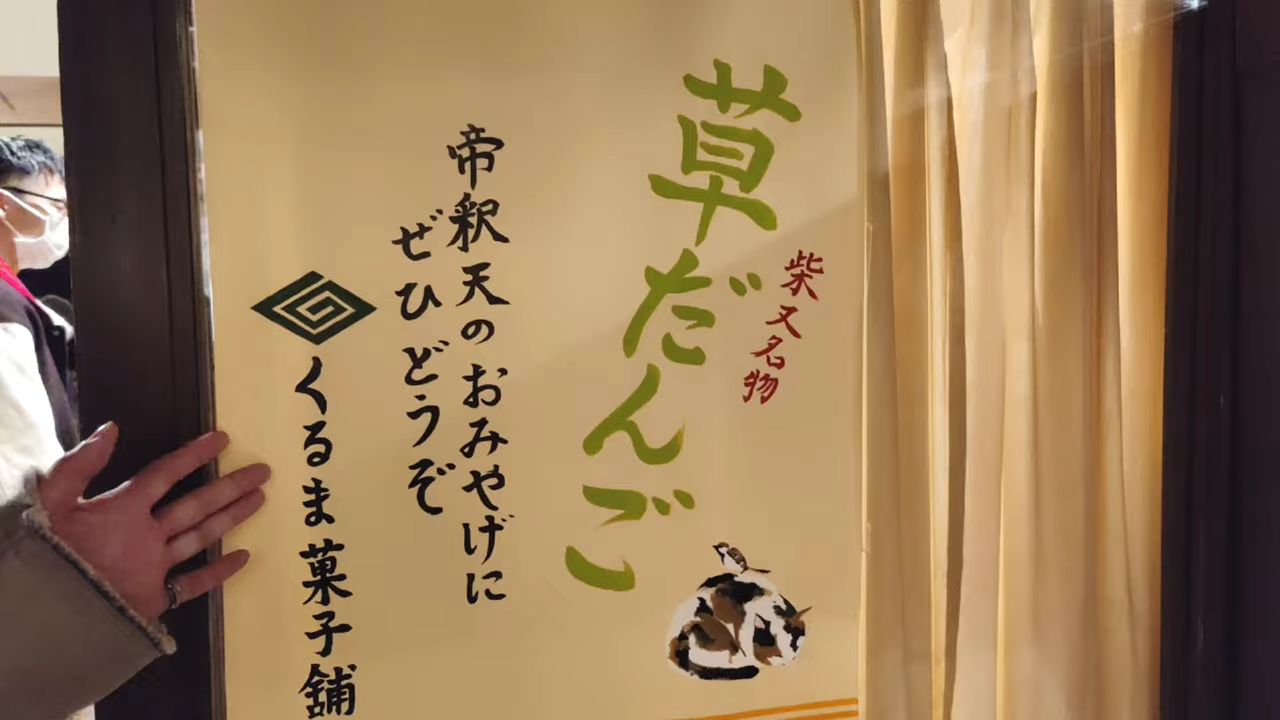 柴又名物
草だんご
帝釈天のおみやげに
ぜひどうぞ
くるま菓子舗